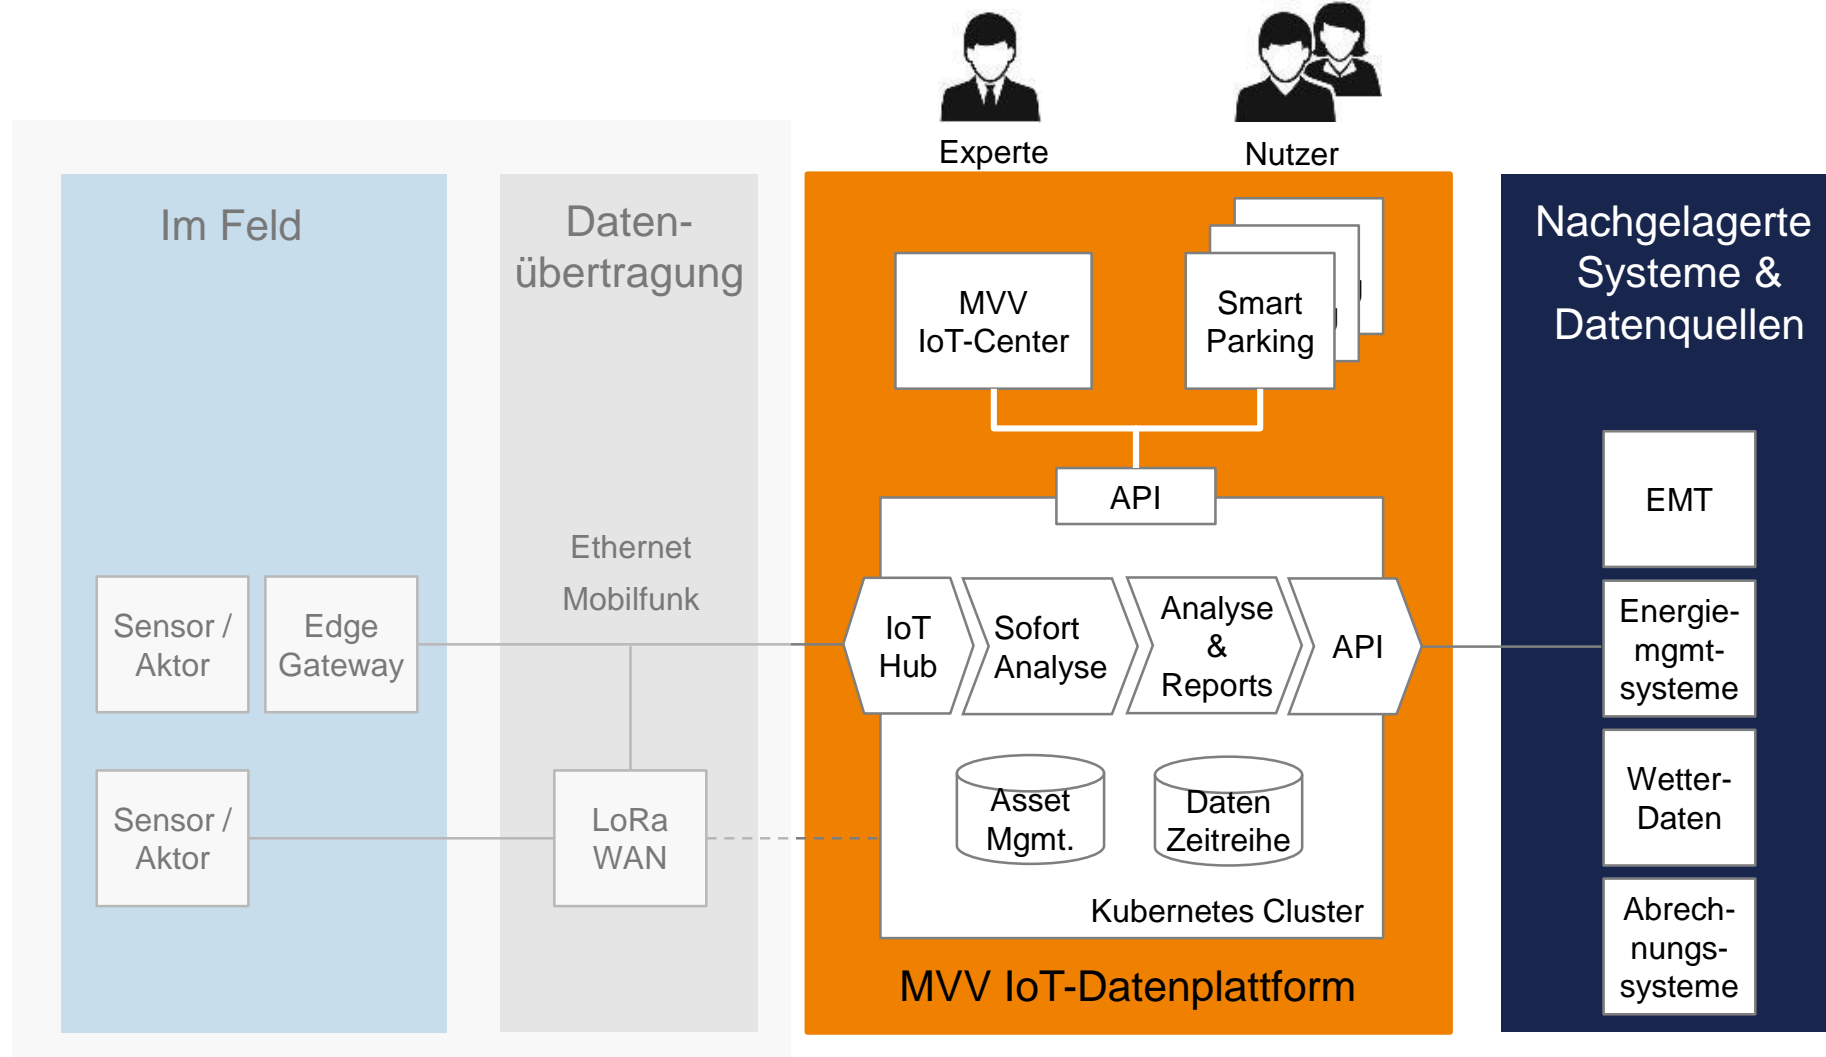 Experte
Nutzer
Im Feld
Daten-
übertragung
Ethernet
Mobilfunk
Sensor /
Aktor
Edge
Gateway
Sensor /
Aktor
LoRa
WAN
MVV
IoT-Center
Smart
Parking
API
IoT
Hub
Sofort
Analyse
Analyse
&
Reports
API
Asset
Mgmt.
Daten
Zeitreihe
Kubernetes Cluster
MVV IoT-Datenplattform
Nachgelagerte
Systeme &
Datenquellen
EMT
Energie-
mgmt-
systeme
Wetter-
Daten
Abrech-
nungs-
systeme